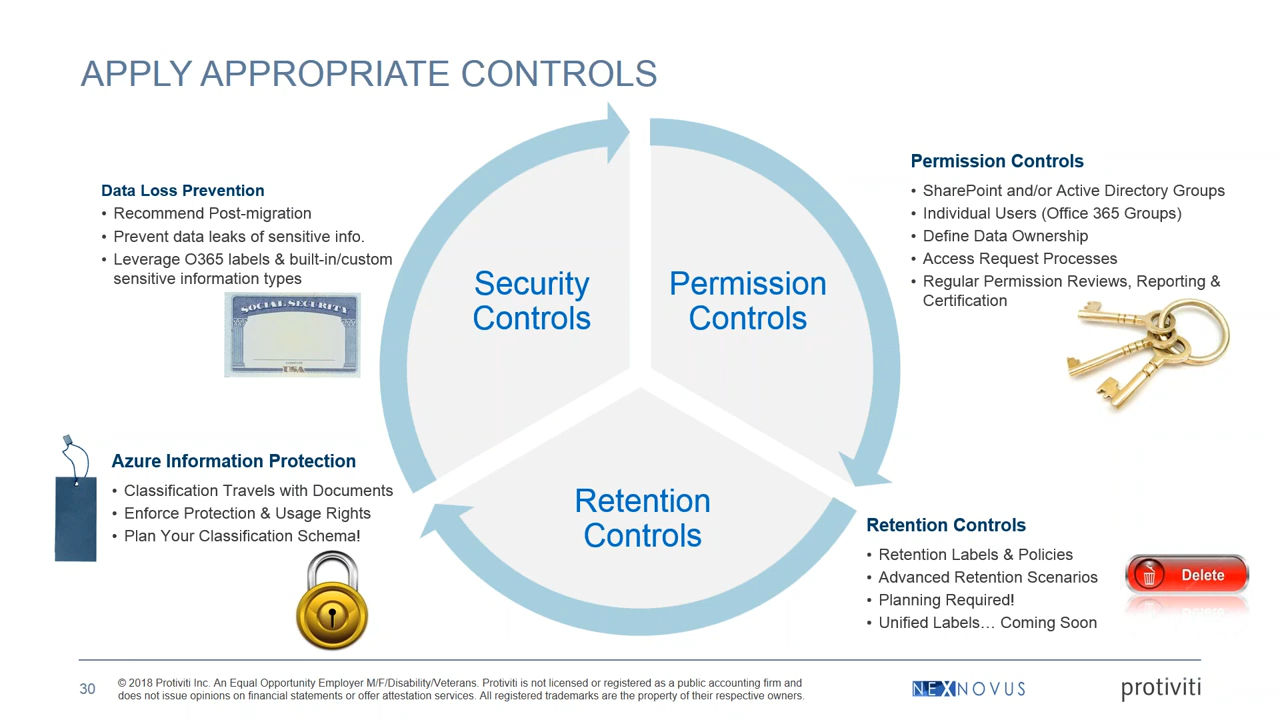 APPLY APPROPRIATE CONTROLS
Data Loss Prevention
• Recommend Post-migration
• Prevent data leaks of sensitive info.
• Leverage O365 labels & built-in/custom
sensitive information types
SOCIAL SECURITY
USA
Azure Information Protection
• Classification Travels with Documents
• Enforce Protection & Usage Rights
• Plan Your Classification Schema!
Security
Controls
Permission
Controls
Retention
Controls
Permission Controls
• SharePoint and/or Active Directory Groups
• Individual Users (Office 365 Groups)
• Define Data Ownership
• Access Request Processes
• Regular Permission Reviews, Reporting &
Certification
Retention Controls
• Retention Labels & Policies
• Advanced Retention Scenarios
• Planning Required!
• Unified Labels… Coming Soon
Delete
30
© 2018 Protiviti Inc. An Equal Opportunity Employer M/F/Disability/Veterans. Protiviti is not licensed or registered as a public accounting firm and
does not issue opinions on financial statements or offer attestation services. All registered trademarks are the property of their respective owners.
NEXNOVUS
protiviti